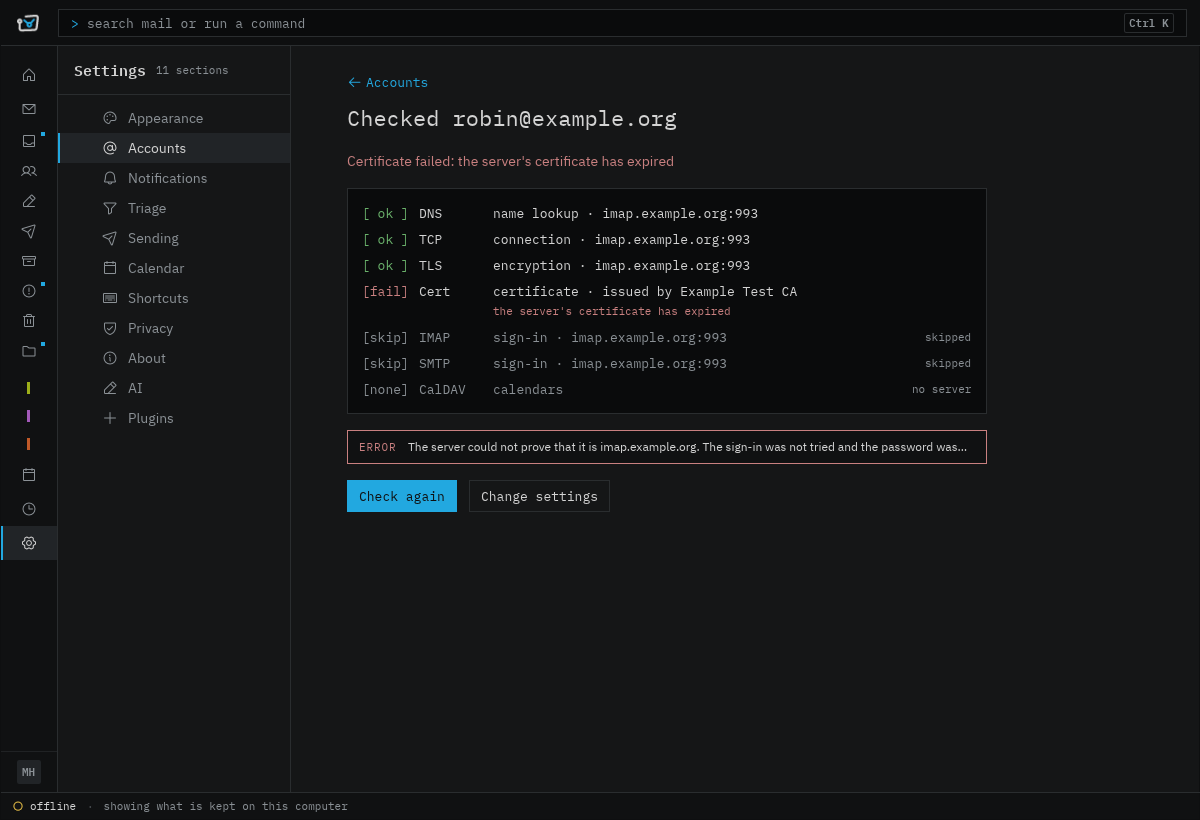 > search mail or run a command Ctrl K
Settings 11 sections
Appearance
Accounts
Notifications
Triage
Sending
Calendar
Shortcuts
Privacy
About
AI
Plugins
MH
← Accounts
Checked robin@example.org
Certificate failed: the server's certificate has expired
[ ok ] DNS name lookup · imap.example.org:993
[ ok ] TCP connection · imap.example.org:993
[ ok ] TLS encryption · imap.example.org:993
[fail] Cert certificate · issued by Example Test CA
the server's certificate has expired
[skip] IMAP sign-in · imap.example.org:993 skipped
[skip] SMTP sign-in · imap.example.org:993 skipped
[none] CalDAV calendars no server
ERROR The server could not prove that it is imap.example.org. The sign-in was not tried and the password was…
Check again Change settings
offline · showing what is kept on this computer